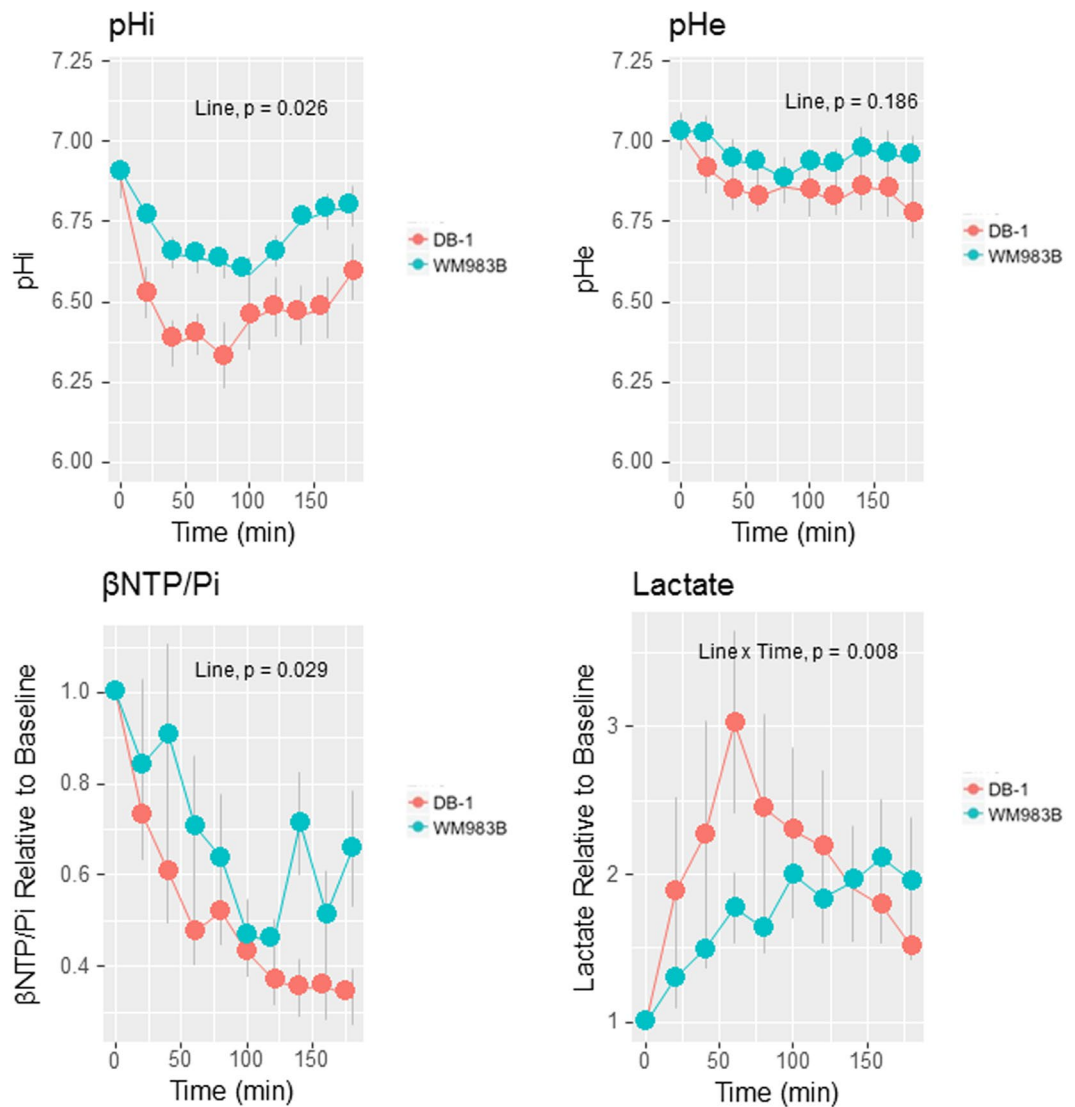 pHi
7.25
7.00
6.75
6.50
6.25
6.00
pHi
Line, p = 0.026
0 50 100 150
Time (min)
DB-1
WM983B
pHe
7.25
7.00
6.75
6.50
6.25
6.00
pHe
Line, p = 0.186
0 50 100 150
Time (min)
DB-1
WM983B
βNTP/Pi
1.0
0.8
0.6
0.4
βNTP/Pi Relative to Baseline
Line, p = 0.029
0 50 100 150
Time (min)
DB-1
WM983B
Lactate
3
2
1
Lactate Relative to Baseline
Line x Time, p = 0.008
0 50 100 150
Time (min)
DB-1
WM983B